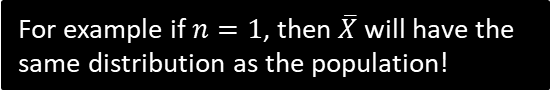 For example if n = 1, then X̄ will have the
same distribution as the population!